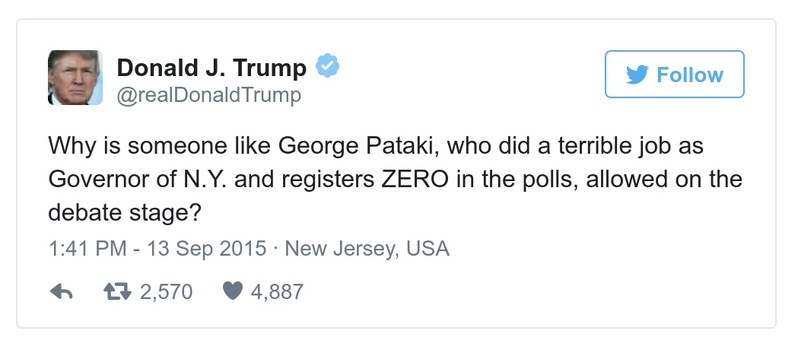 Donald J. Trump
@realDonaldTrump
Follow
Why is someone like George Pataki, who did a terrible job as
Governor of N.Y. and registers ZERO in the polls, allowed on the
debate stage?
1:41 PM - 13 Sep 2015 · New Jersey, USA
2,570 4,887